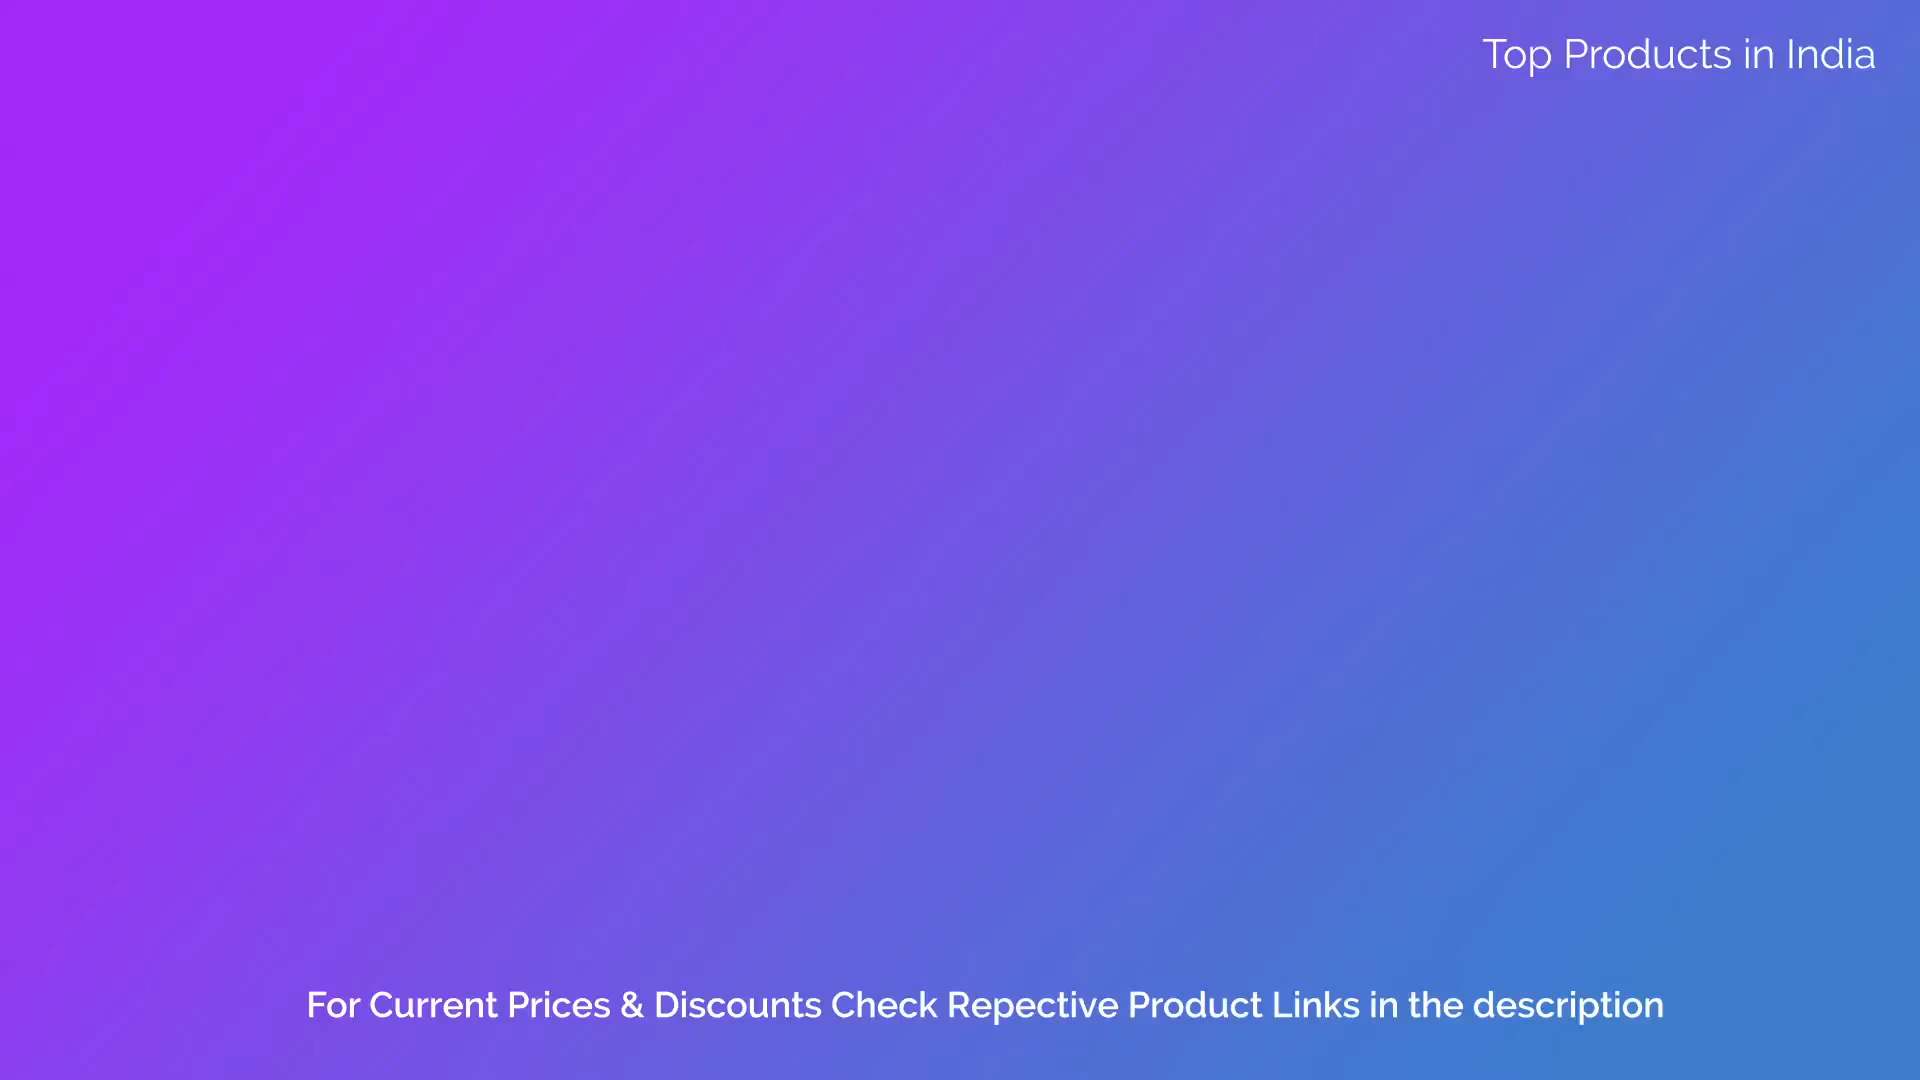 Top Products in India
For Current Prices & Discounts Check Repective Product Links in the description